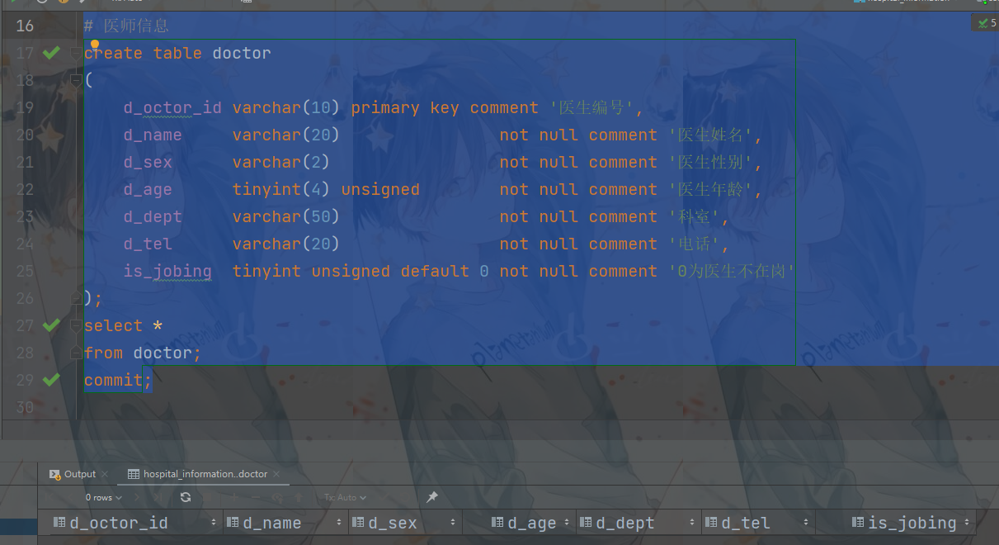 Tx: Auto hospital_information
16 # 医师信息 5
17 create table doctor
18 (
19 d_octor_id varchar(10) primary key comment '医生编号',
20 d_name varchar(20) not null comment '医生姓名',
21 d_sex varchar(2) not null comment '医生性别',
22 d_age tinyint(4) unsigned not null comment '医生年龄',
23 d_dept varchar(50) not null comment '科室',
24 d_tel varchar(20) not null comment '电话',
25 is_jobing tinyint unsigned default 0 not null comment '0为医生不在岗'
26 );
27 select *
28 from doctor;
29 commit;
30
Output hospital_information..doctor
0 rows Tx: Auto
d_octor_id d_name d_sex d_age d_dept d_tel is_jobing